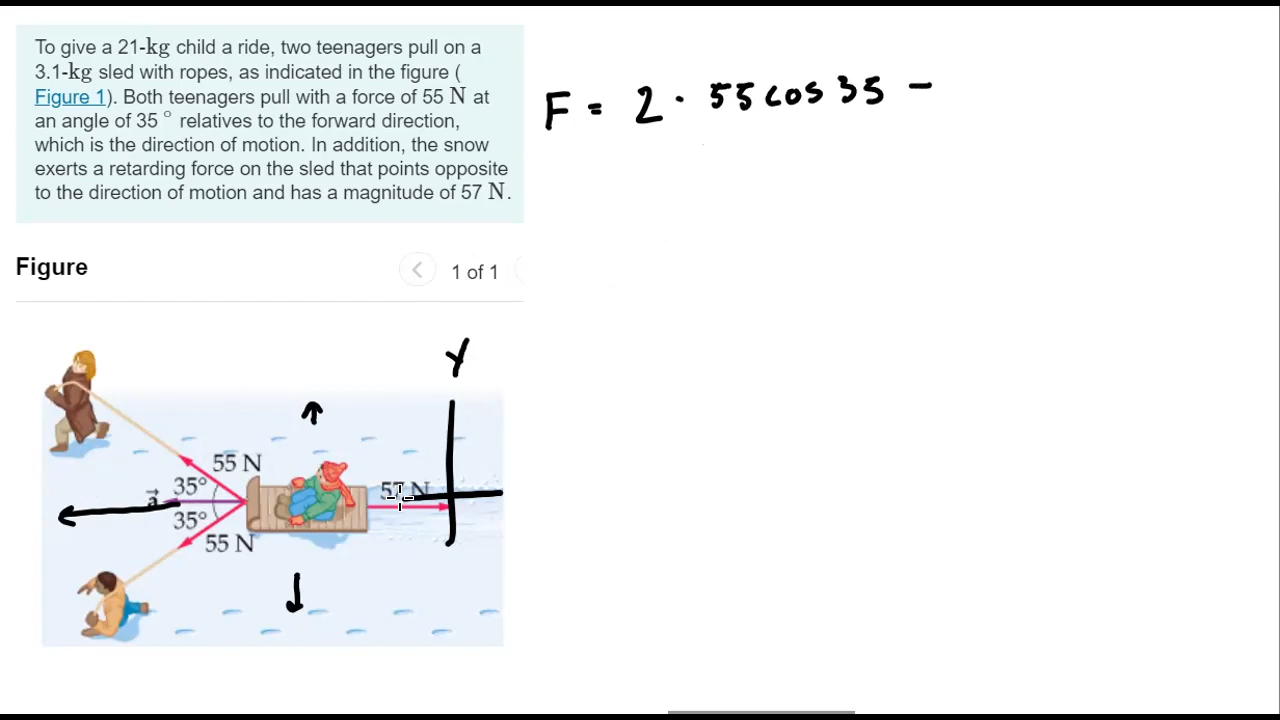 To give a 21-kg child a ride, two teenagers pull on a
3.1-kg sled with ropes, as indicated in the figure (
Figure 1). Both teenagers pull with a force of 55 N at
an angle of 35 ° relatives to the forward direction,
which is the direction of motion. In addition, the snow
exerts a retarding force on the sled that points opposite
to the direction of motion and has a magnitude of 57 N.
F = 2 · 55 cos 35 -
Figure
1 of 1
Y
55 N
35°
a
57 N
35°
55 N